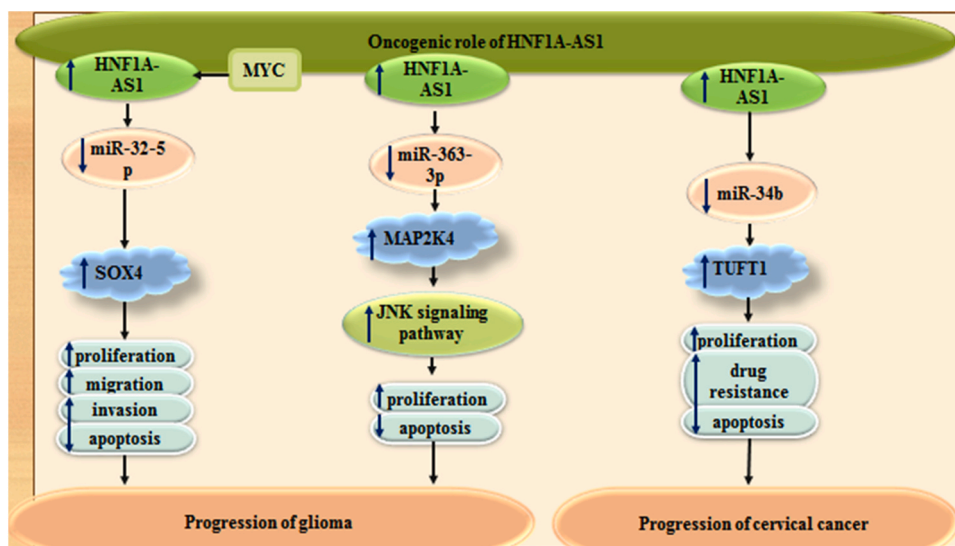 Oncogenic role of HNF1A-AS1
HNF1A-
AS1
MYC
miR-32-5
p
SOX4
proliferation
migration
invasion
apoptosis
HNF1A-
AS1
miR-363-
3p
MAP2K4
JNK signaling
pathway
proliferation
apoptosis
Progression of glioma
HNF1A-
AS1
miR-34b
TUFT1
proliferation
drug
resistance
apoptosis
Progression of cervical cancer